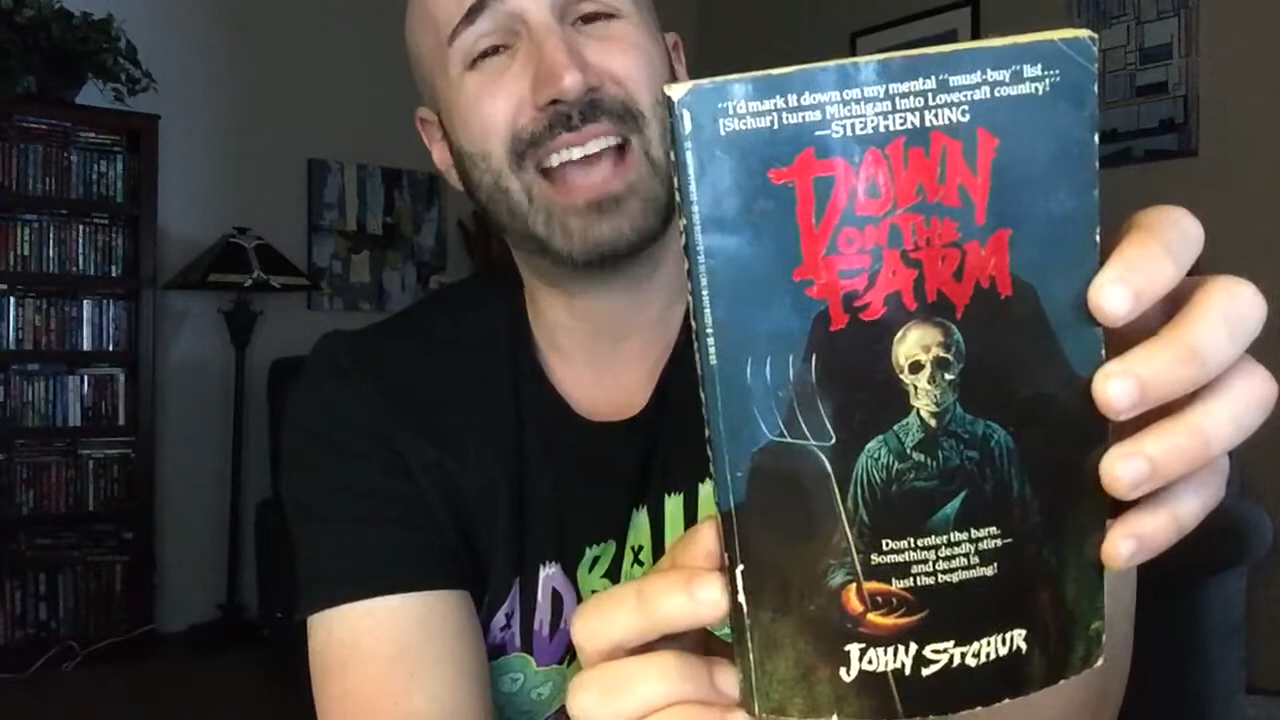 "I'd mark it down on my mental "must-buy" list...
[Stchur] turns Michigan into Lovecraft country!"
—STEPHEN KING
DOWN
ON THE
FARM
Don't enter the barn.
Something deadly stirs—
and death is
just the beginning!
JOHN STCHUR